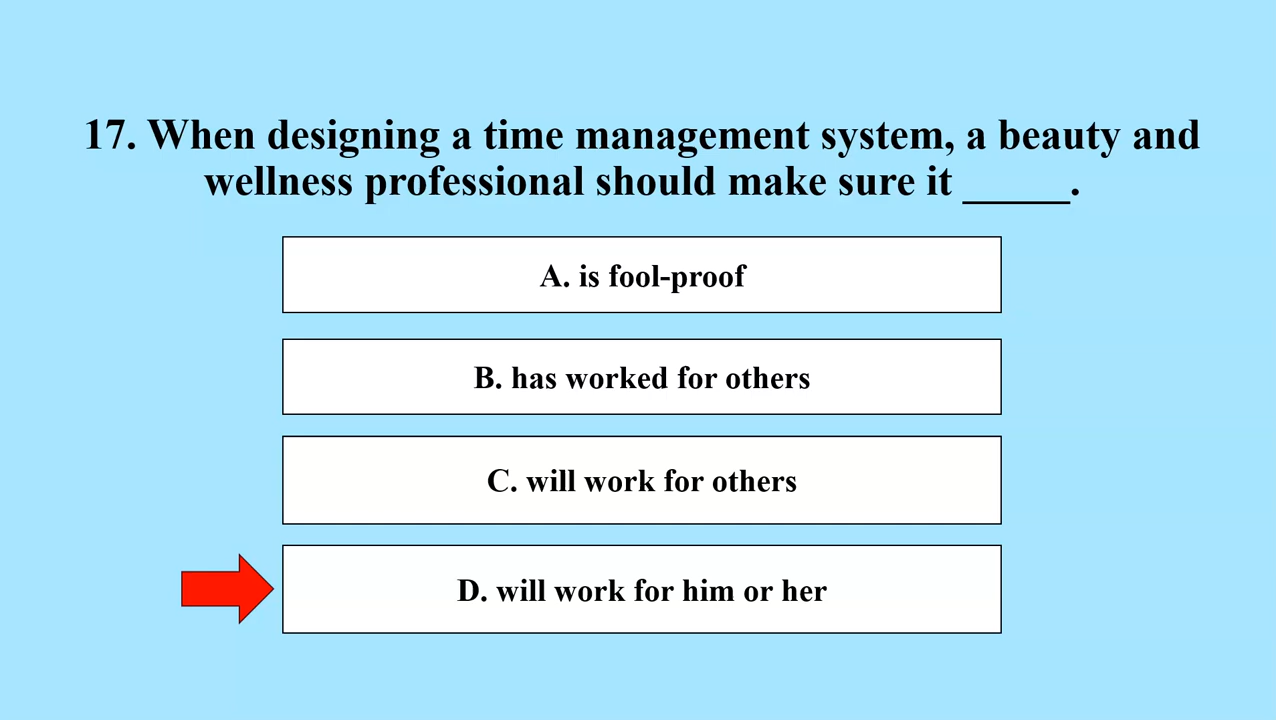 17. When designing a time management system, a beauty and
wellness professional should make sure it _____.
A. is fool-proof
B. has worked for others
C. will work for others
D. will work for him or her